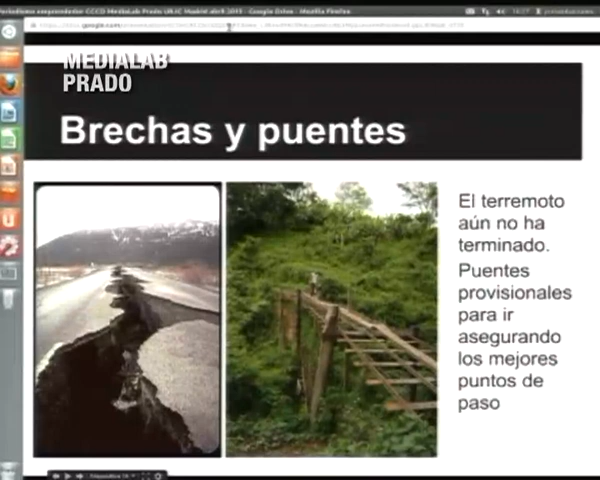 MEDIALAB
PRADO
Brechas y puentes
El terremoto
aún no ha
terminado.
Puentes
provisionales
para ir
asegurando
los mejores
puntos de
paso